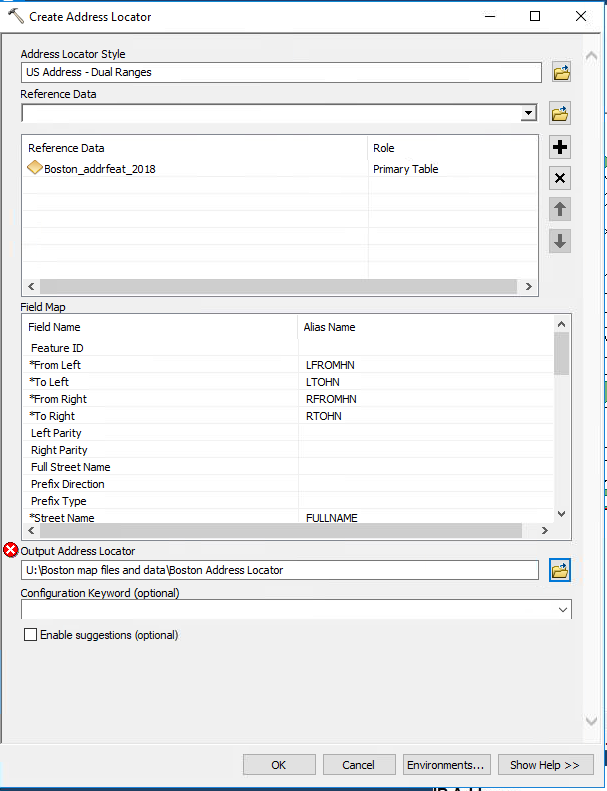 Create Address Locator
Address Locator Style
US Address - Dual Ranges
Reference Data
Reference Data Role
Boston_addrfeat_2018 Primary Table
Field Map
Field Name Alias Name
Feature ID
*From Left LFROMHN
*To Left LTOHN
*From Right RFROMHN
*To Right RTOHN
Left Parity
Right Parity
Full Street Name
Prefix Direction
Prefix Type
*Street Name FULLNAME
Output Address Locator
U:\Boston map files and data\Boston Address Locator
Configuration Keyword (optional)
Enable suggestions (optional)
OK Cancel Environments... Show Help >>